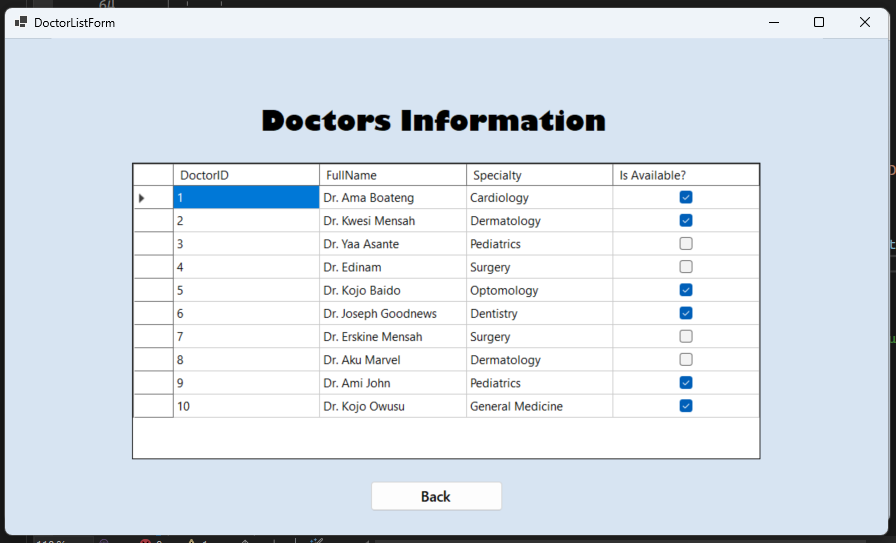 DoctorListForm
Doctors Information
DoctorID FullName Specialty Is Available?
1 Dr. Ama Boateng Cardiology
2 Dr. Kwesi Mensah Dermatology
3 Dr. Yaa Asante Pediatrics
4 Dr. Edinam Surgery
5 Dr. Kojo Baido Optomology
6 Dr. Joseph Goodnews Dentistry
7 Dr. Erskine Mensah Surgery
8 Dr. Aku Marvel Dermatology
9 Dr. Ami John Pediatrics
10 Dr. Kojo Owusu General Medicine
Back